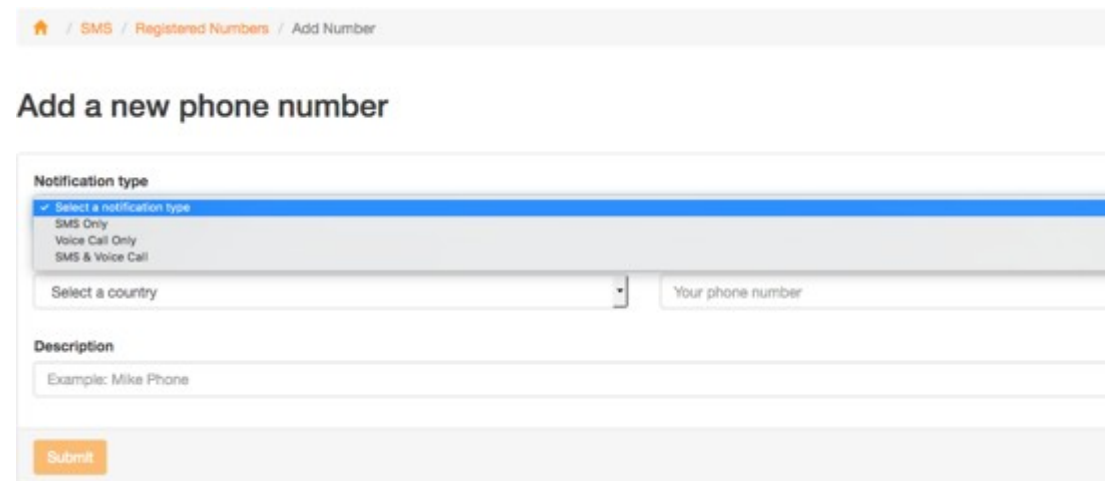 / SMS / Registered Numbers / Add Number
Add a new phone number
Notification type
✓ Select a notification type
SMS Only
Voice Call Only
SMS & Voice Call
Select a country
Your phone number
Description
Example: Mike Phone
Submit